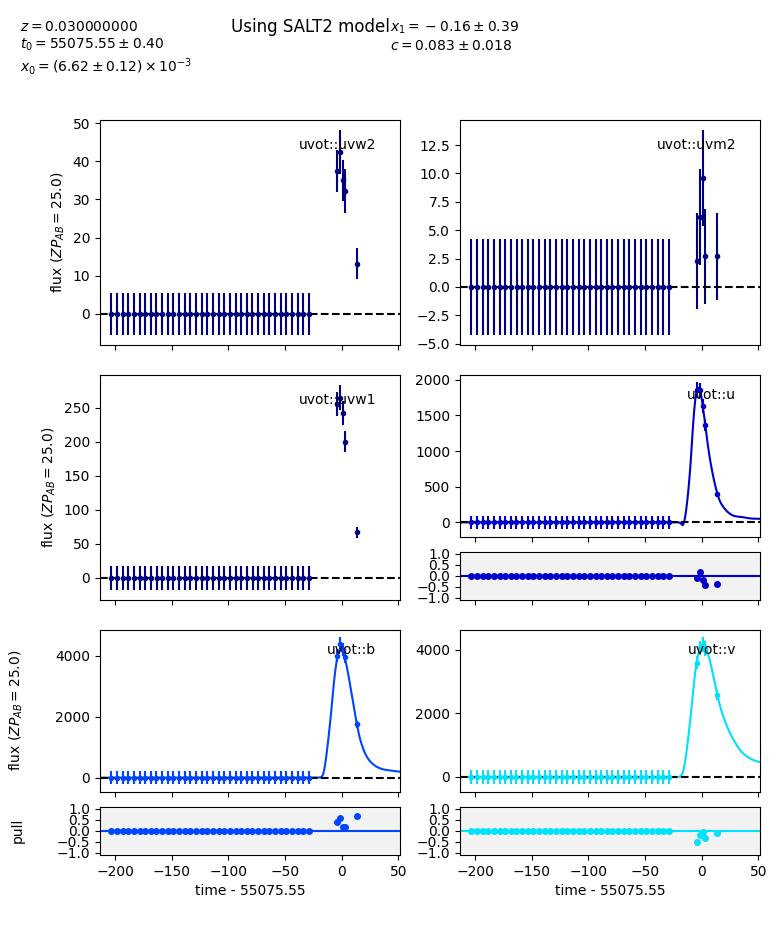 Using SALT2 model
z = 0.030000000
t₀ = 55075.55 ± 0.40
x₀ = (6.62 ± 0.12) × 10⁻³
x₁ = −0.16 ± 0.39
c = 0.083 ± 0.018
uvot::uvw2
flux (ZP_AB = 25.0)
50
40
30
20
10
0
uvot::uvm2
12.5
10.0
7.5
5.0
2.5
0.0
−2.5
−5.0
uvot::uvw1
flux (ZP_AB = 25.0)
250
200
150
100
50
0
uvot::u
2000
1500
1000
500
0
1.0
0.5
0.0
−0.5
−1.0
uvot::b
flux (ZP_AB = 25.0)
4000
2000
0
pull
1.0
0.5
0.0
−0.5
−1.0
−200 −150 −100 −50 0 50
time - 55075.55
uvot::v
4000
2000
0
1.0
0.5
0.0
−0.5
−1.0
−200 −150 −100 −50 0 50
time - 55075.55